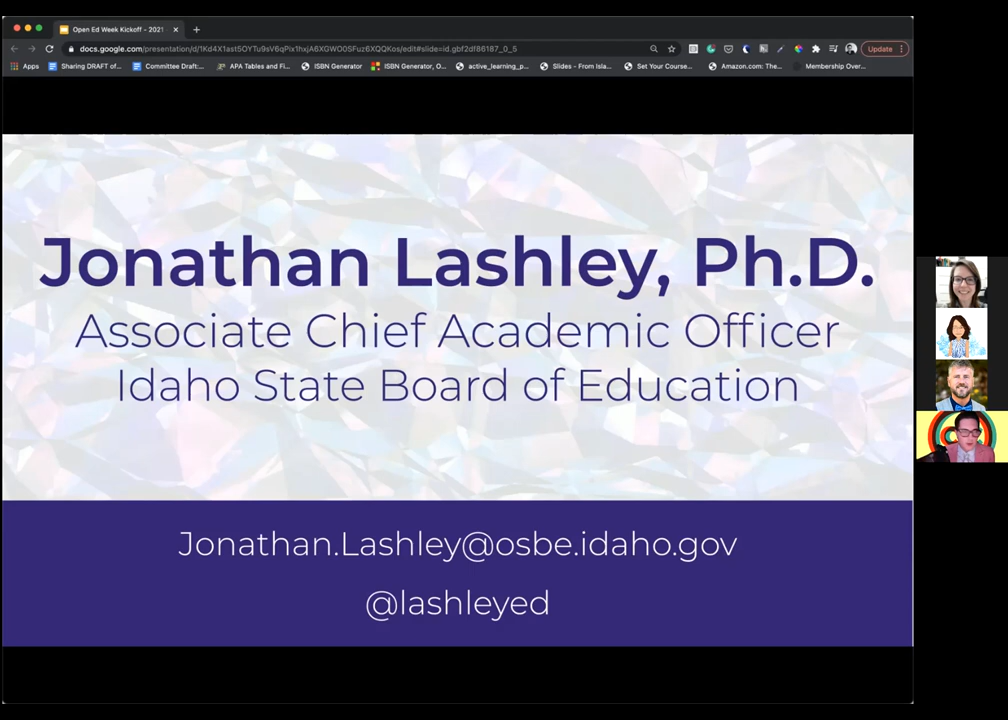 Open Ed Week Kickoff - 2021
docs.google.com/presentation/d/1Kd4X1ast5OYTu9sV6qPix1hxjA6XGWO0SFuz6XQQKos/edit#slide=id.gbf2df86187_0_5
Update
Apps
Sharing DRAFT of...
Committee Draft:...
APA Tables and Fi...
ISBN Generator
ISBN Generator, O...
active_learning_p...
Slides - From Isla...
Set Your Course...
Amazon.com: The...
Membership Over...
Jonathan Lashley, Ph.D.
Associate Chief Academic Officer
Idaho State Board of Education
Jonathan.Lashley@osbe.idaho.gov
@lashleyed